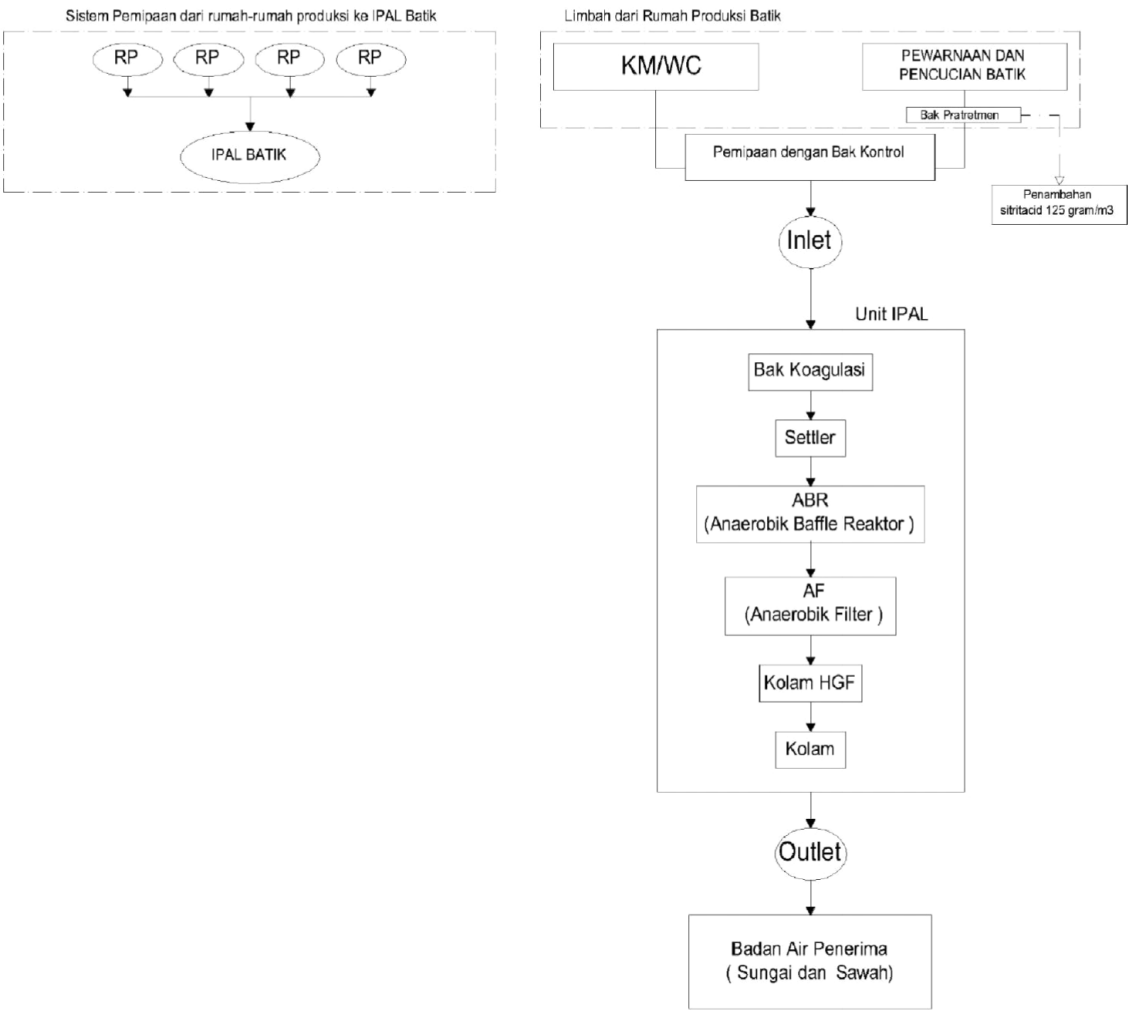 Sistem Pemipaan dari rumah-rumah produksi ke IPAL Batik
RP RP RP RP
IPAL BATIK
Limbah dari Rumah Produksi Batik
KM/WC
PEWARNAAN DAN
PENCUCIAN BATIK
Bak Pratretmen
Pemipaan dengan Bak Kontrol
Penambahan
sitritacid 125 gram/m3
Inlet
Unit IPAL
Bak Koagulasi
Settler
ABR
(Anaerobik Baffle Reaktor )
AF
(Anaerobik Filter )
Kolam HGF
Kolam
Outlet
Badan Air Penerima
( Sungai dan Sawah)